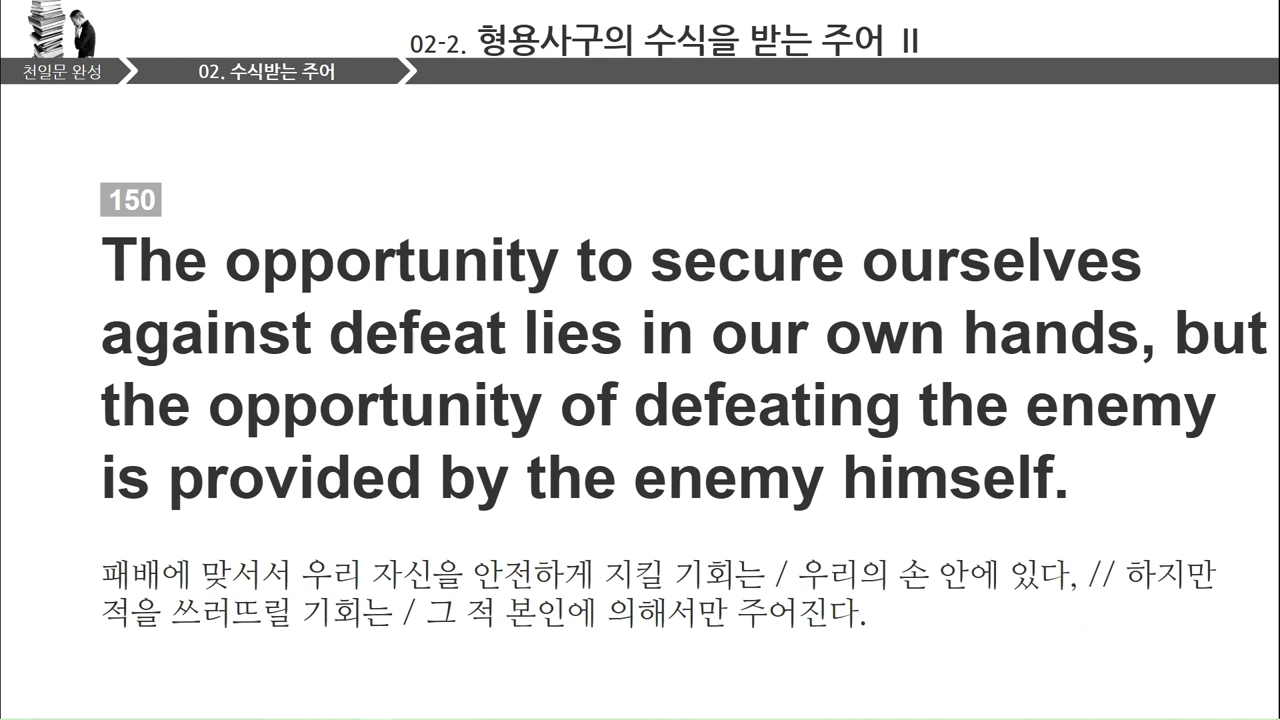 02-2. 형용사구의 수식을 받는 주어 Ⅱ
천일문 완성
02. 수식받는 주어
150
The opportunity to secure ourselves
against defeat lies in our own hands, but
the opportunity of defeating the enemy
is provided by the enemy himself.
패배에 맞서서 우리 자신을 안전하게 지킬 기회는 / 우리의 손 안에 있다, // 하지만
적을 쓰러뜨릴 기회는 / 그 적 본인에 의해서만 주어진다.